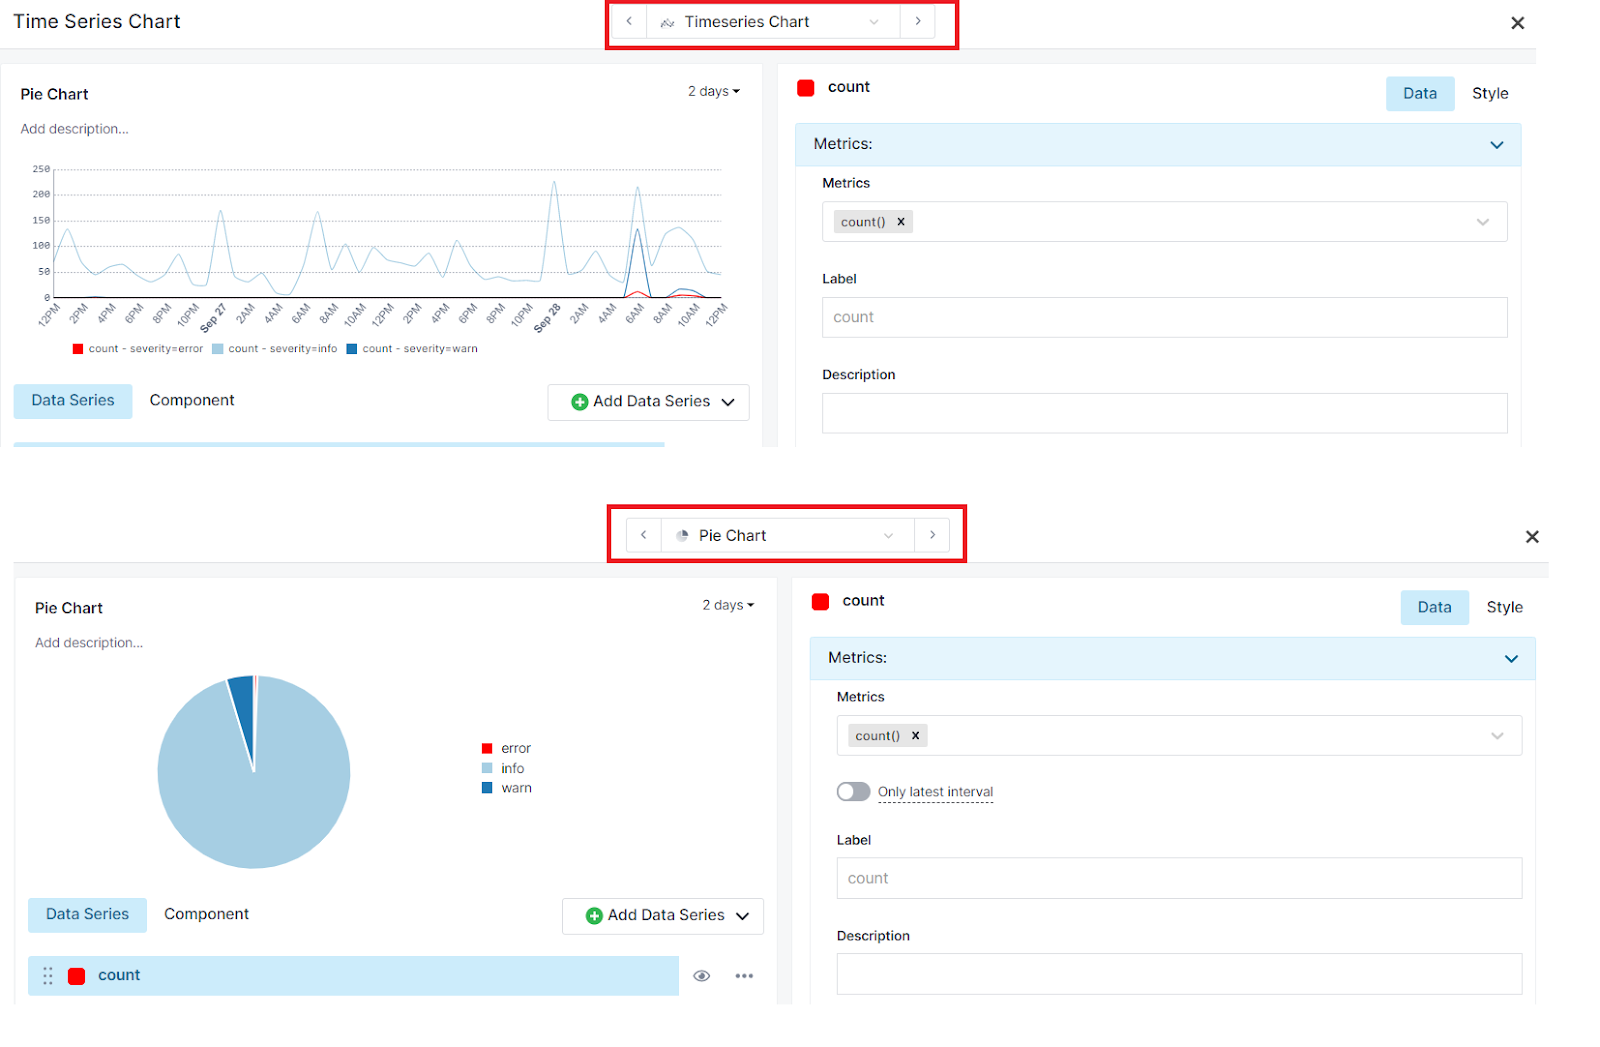 Time Series Chart
Timeseries Chart
Pie Chart
2 days
Add description...
250
200
150
100
50
0
12PM 2PM 4PM 6PM 8PM 10PM Sep 27 2AM 4AM 6AM 8AM 10AM 12PM 2PM 4PM 6PM 8PM 10PM Sep 28 2AM 4AM 6AM 8AM 10AM 12PM
count - severity=error count - severity=info count - severity=warn
Data Series Component Add Data Series
count
Data Style
Metrics:
Metrics
count() x
Label
count
Description
Pie Chart
Pie Chart
2 days
Add description...
error
info
warn
Data Series Component Add Data Series
count
count
Data Style
Metrics:
Metrics
count() x
Only latest interval
Label
count
Description